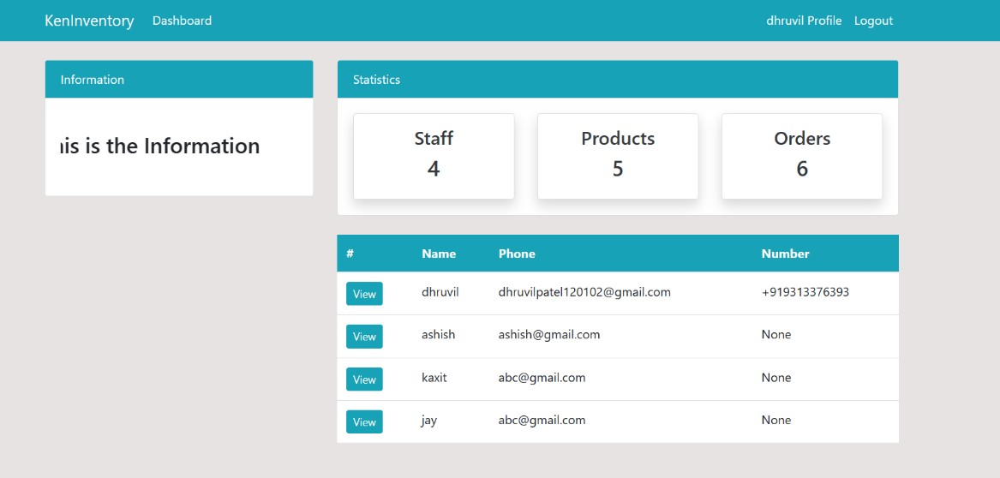 KenInventory Dashboard dhruvil Profile Logout
Information
his is the Information
Statistics
Staff Products Orders
4 5 6
# Name Phone Number
View dhruvil dhruvilpatel120102@gmail.com +919313376393
View ashish ashish@gmail.com None
View kaxit abc@gmail.com None
View jay abc@gmail.com None